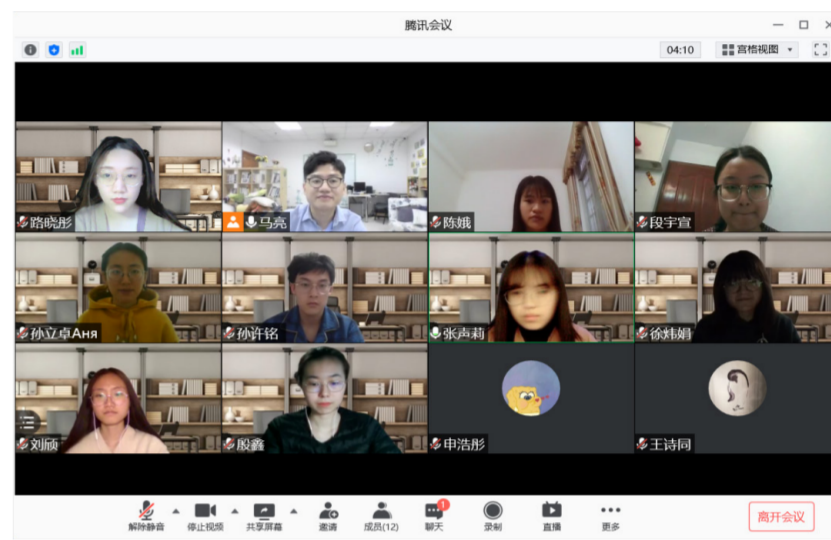 腾讯会议
04:10 宫格视图
路晓彤 马亮 陈娥 段宇宣
孙立卓Аня 孙许铭 张声莉 徐炜娟
刘颀 殷鑫 申浩彤 王诗同
1
解除静音 停止视频 共享屏幕 邀请 成员(12) 聊天 录制 直播 更多 离开会议